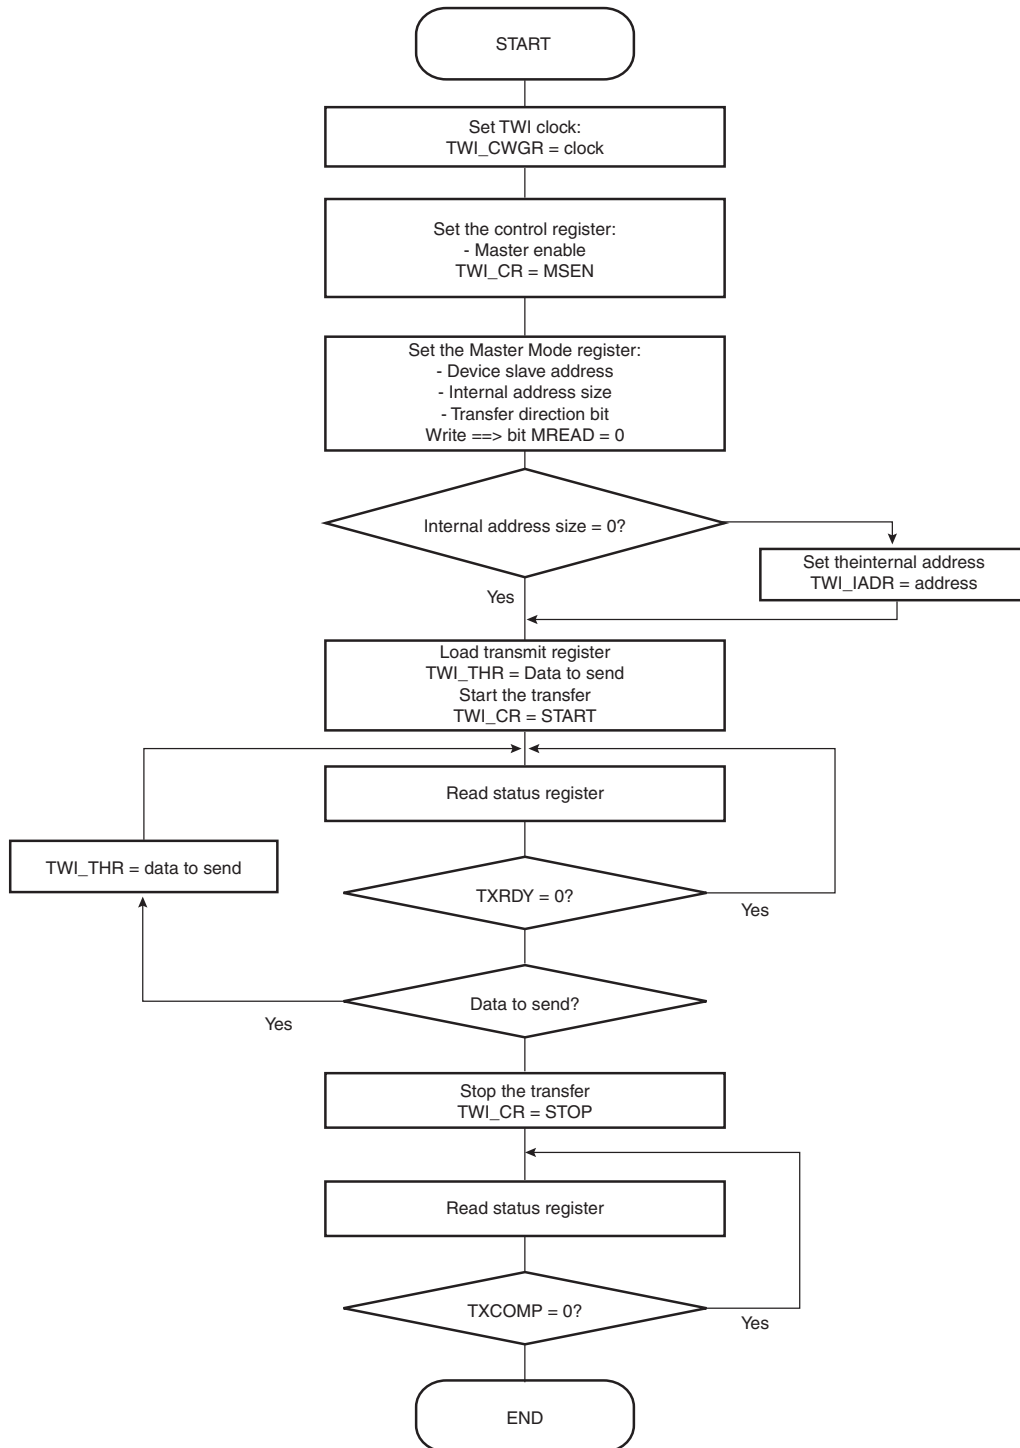 START
Set TWI clock:
TWI_CWGR = clock
Set the control register:
- Master enable
TWI_CR = MSEN
Set the Master Mode register:
- Device slave address
- Internal address size
- Transfer direction bit
Write ==> bit MREAD = 0
Internal address size = 0?
Set theinternal address
TWI_IADR = address
Yes
Load transmit register
TWI_THR = Data to send
Start the transfer
TWI_CR = START
Read status register
TWI_THR = data to send
TXRDY = 0?
Yes
Data to send?
Yes
Stop the transfer
TWI_CR = STOP
Read status register
TXCOMP = 0?
Yes
END